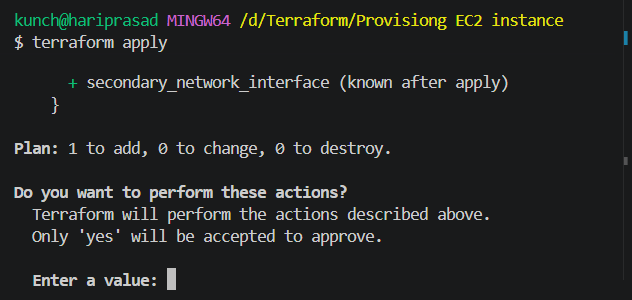 kunch@hariprasad MINGW64 /d/Terraform/Provisiong EC2 instance
$ terraform apply
+ secondary_network_interface (known after apply)
}
Plan: 1 to add, 0 to change, 0 to destroy.
Do you want to perform these actions?
Terraform will perform the actions described above.
Only 'yes' will be accepted to approve.
Enter a value: